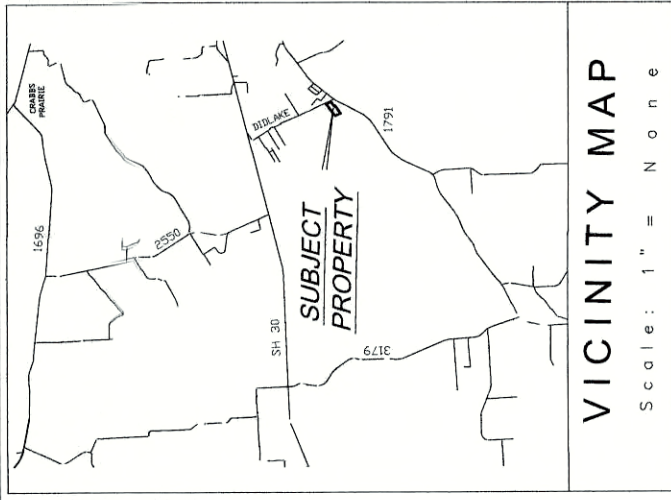 CRABBS
PRAIRIE
1696
2550
DIDLAKE
1791
SH 30
SUBJECT
PROPERTY
3179
VICINITY MAP
Scale: 1" = None